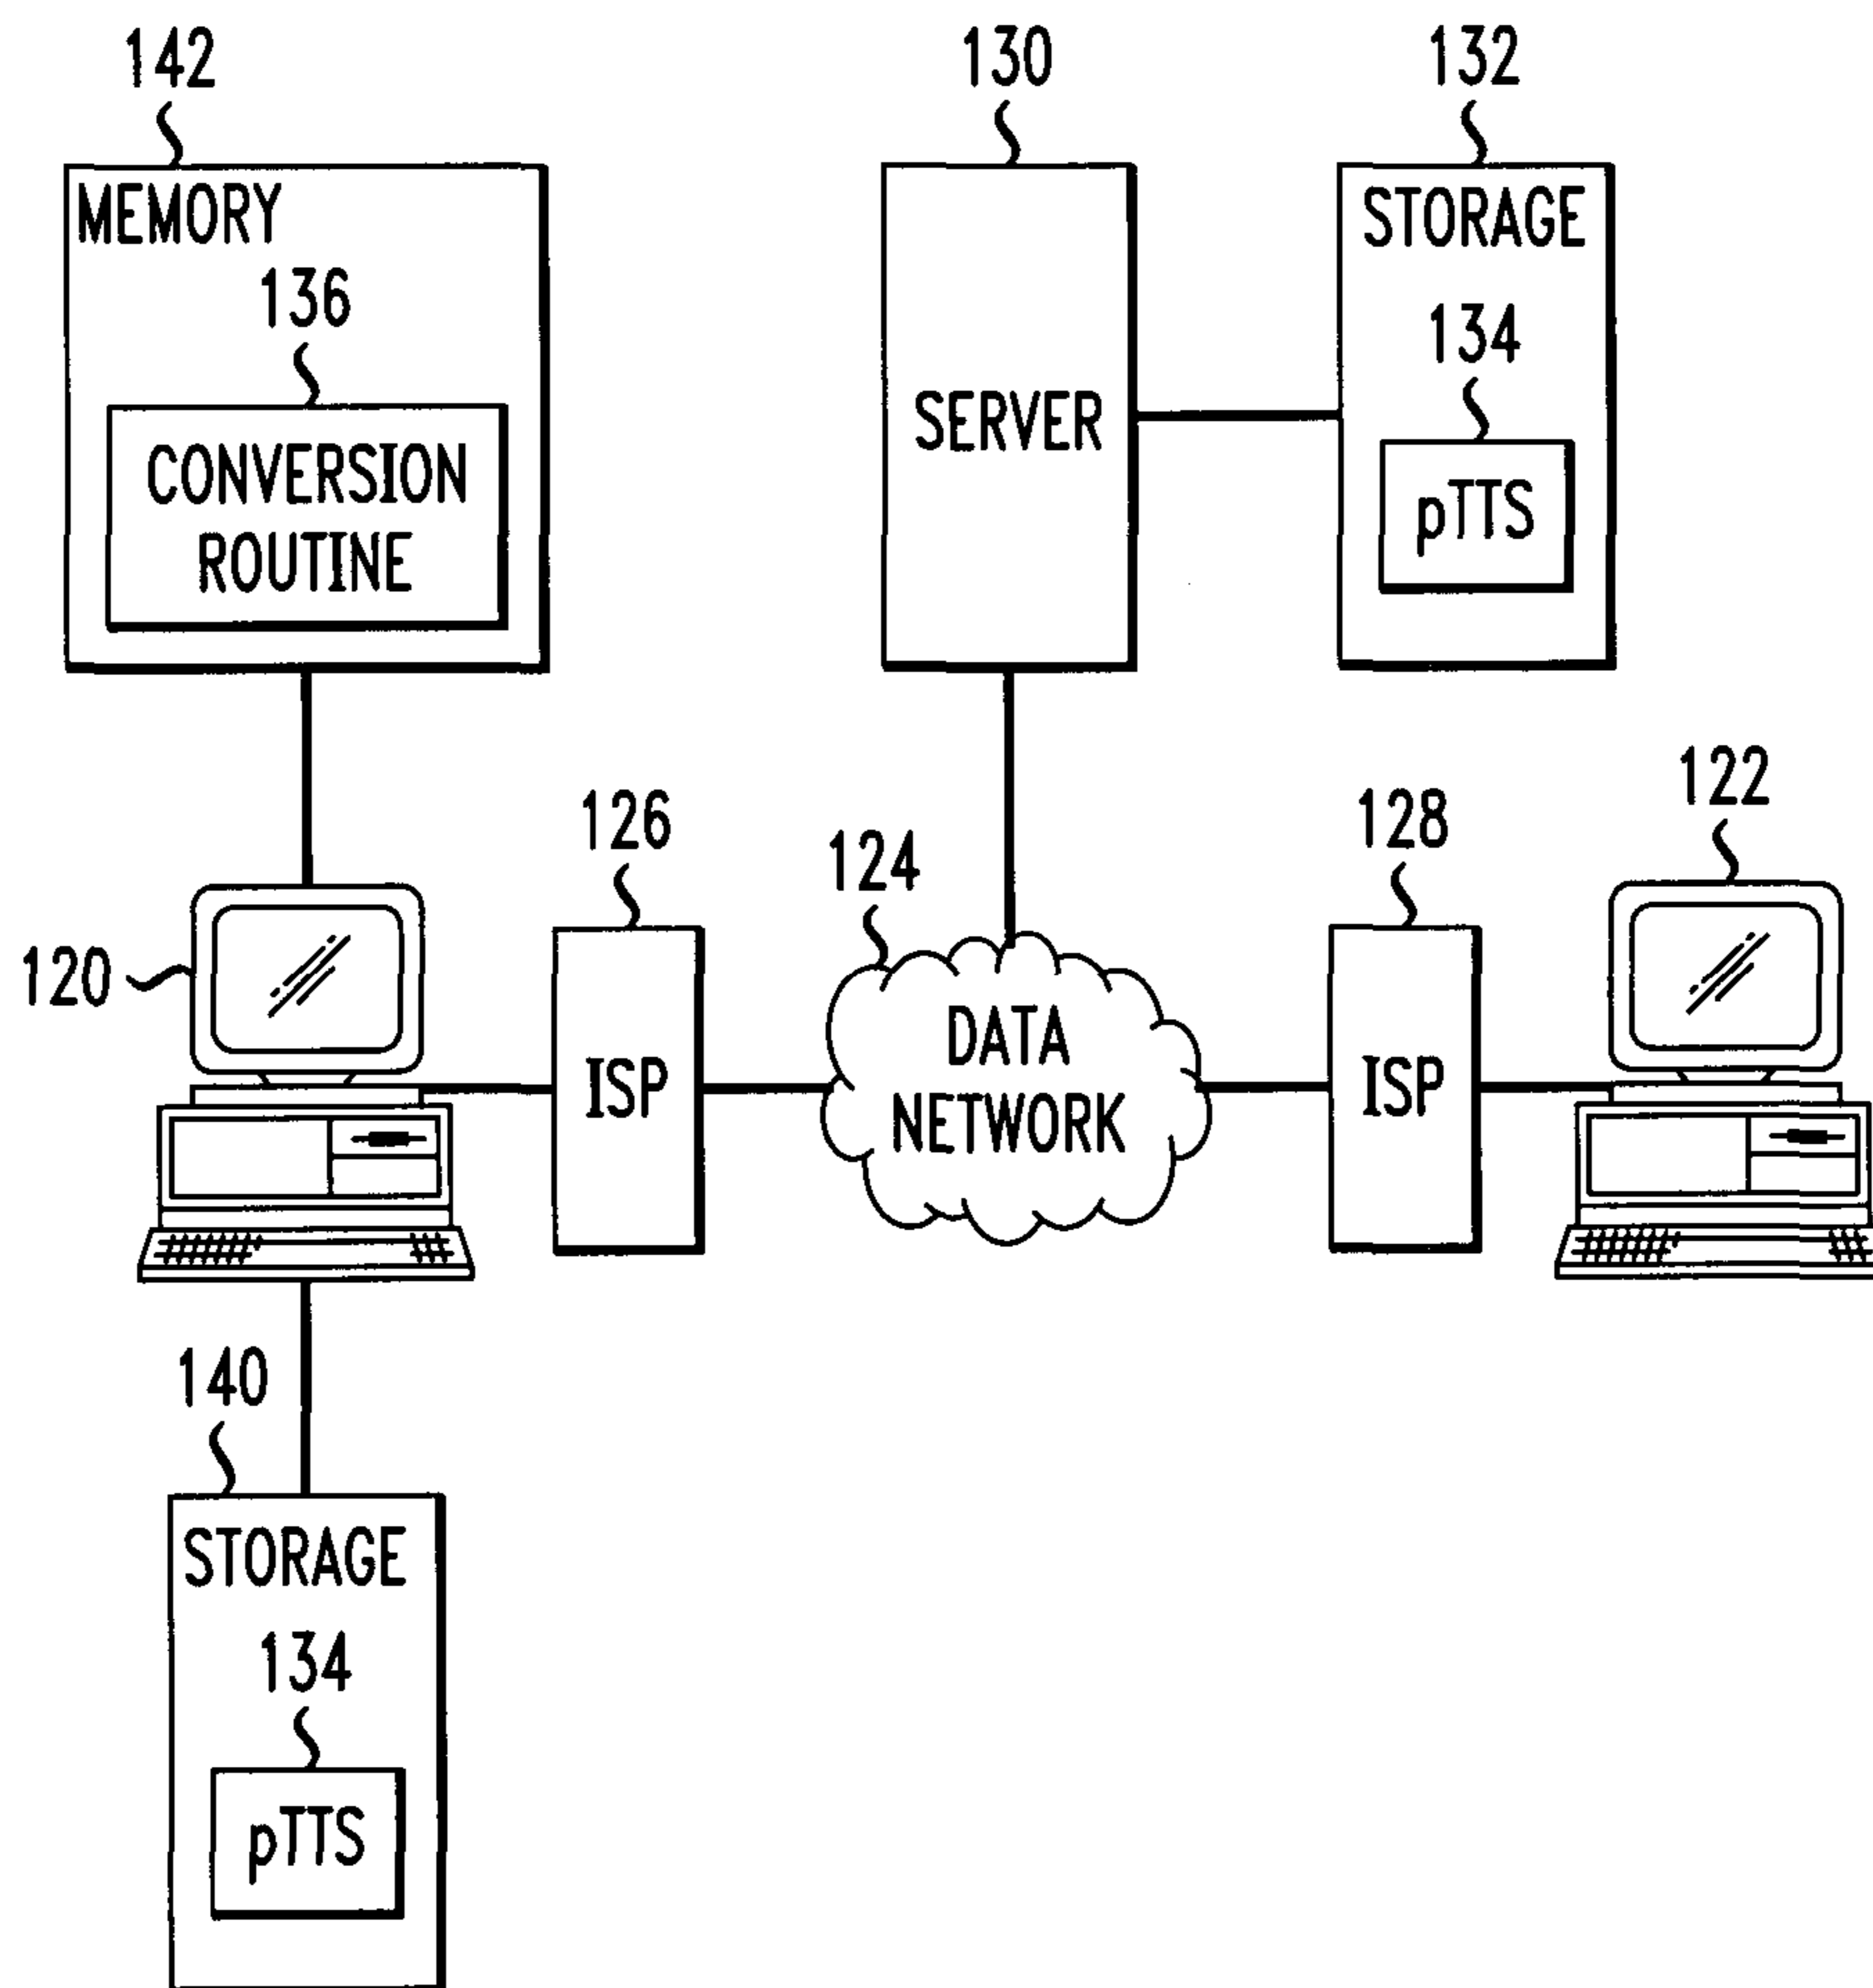 142
130
132
MEMORY
136
CONVERSION
ROUTINE
SERVER
STORAGE
134
pTTS
126
124
128
122
120
ISP
DATA
NETWORK
ISP
140
STORAGE
134
pTTS